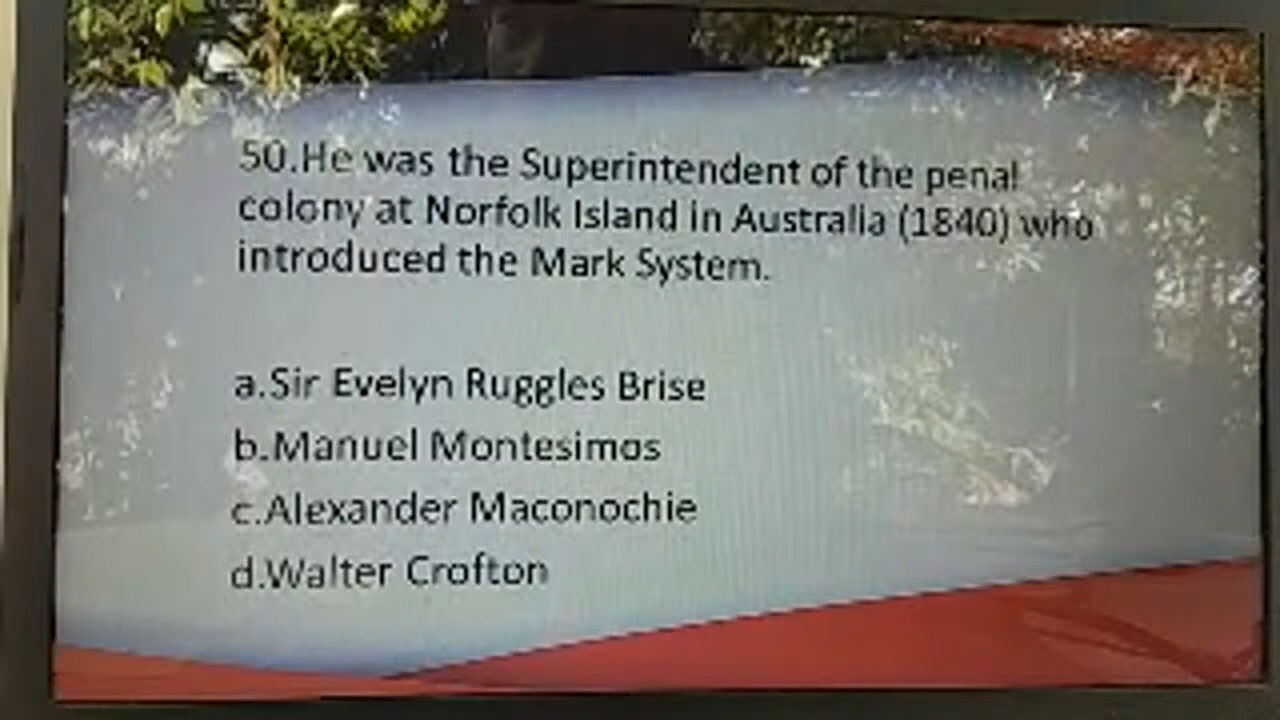 50.He was the Superintendent of the penal
colony at Norfolk Island in Australia (1840) who
introduced the Mark System.
a.Sir Evelyn Ruggles Brise
b.Manuel Montesimos
c.Alexander Maconochie
d.Walter Crofton